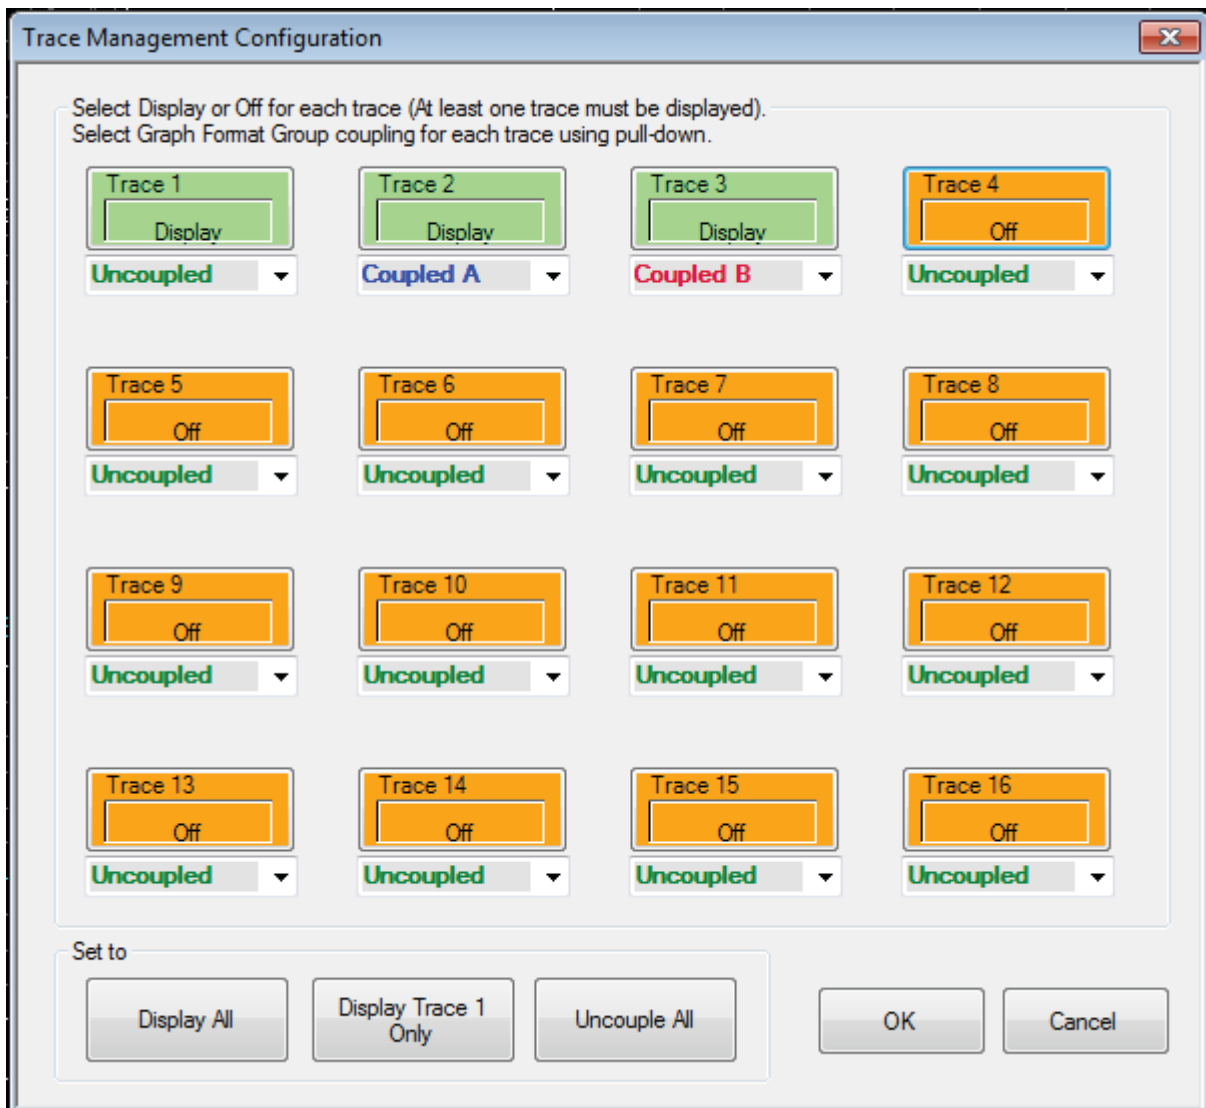 Trace Management Configuration
Select Display or Off for each trace (At least one trace must be displayed).
Select Graph Format Group coupling for each trace using pull-down.
Trace 1 Trace 2 Trace 3 Trace 4
Display Display Display Off
Uncoupled Coupled A Coupled B Uncoupled
Trace 5 Trace 6 Trace 7 Trace 8
Off Off Off Off
Uncoupled Uncoupled Uncoupled Uncoupled
Trace 9 Trace 10 Trace 11 Trace 12
Off Off Off Off
Uncoupled Uncoupled Uncoupled Uncoupled
Trace 13 Trace 14 Trace 15 Trace 16
Off Off Off Off
Uncoupled Uncoupled Uncoupled Uncoupled
Set to
Display All
Display Trace 1
Only
Uncouple All
OK
Cancel